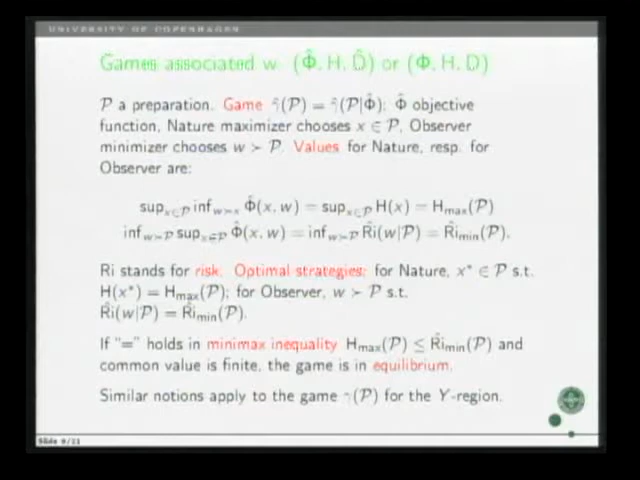 UNIVERSITY OF COPENHAGEN
Games associated w. (Φ̂, H, D̂) or (Φ, H, D)
𝒫 a preparation. Game γ̂(𝒫) = γ̂(𝒫|Φ̂): Φ̂ objective
function, Nature maximizer chooses x ∈ 𝒫, Observer
minimizer chooses w ≻ 𝒫. Values for Nature, resp. for
Observer are:
sup_{x∈𝒫} inf_{w≻x} Φ̂(x, w) = sup_{x∈𝒫} H(x) = H_max(𝒫)
inf_{w≻𝒫} sup_{x∈𝒫} Φ̂(x, w) = inf_{w≻𝒫} R̂i(w|𝒫) = R̂i_min(𝒫).
Ri stands for risk. Optimal strategies: for Nature, x* ∈ 𝒫 s.t.
H(x*) = H_max(𝒫); for Observer, w ≻ 𝒫 s.t.
R̂i(w|𝒫) = R̂i_min(𝒫).
If "=" holds in minimax inequality H_max(𝒫) ≤ R̂i_min(𝒫) and
common value is finite, the game is in equilibrium.
Similar notions apply to the game γ(𝒫) for the Y-region.
Slide 9/21